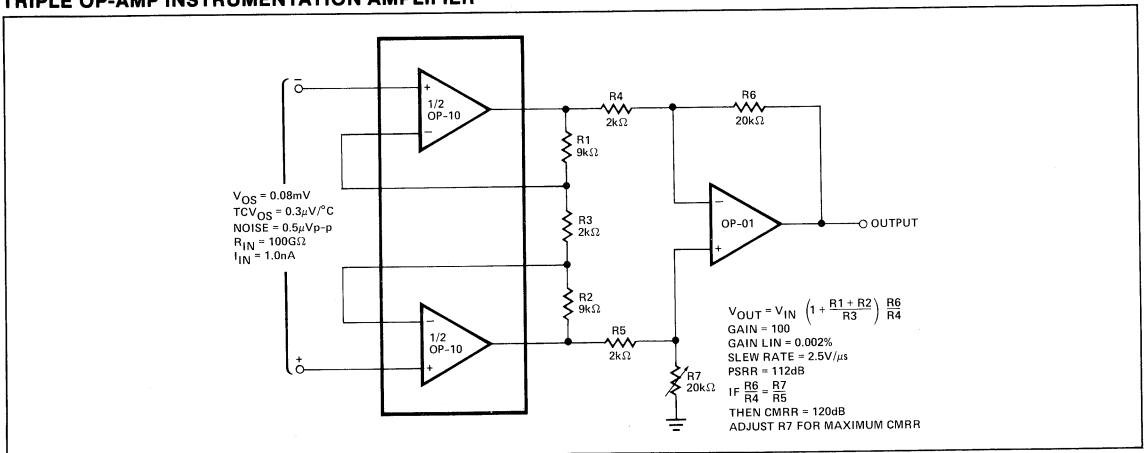 TRIPLE OP-AMP INSTRUMENTATION AMPLIFIER
−
+
1/2
OP-10
−
R4
2kΩ
R6
20kΩ
R1
9kΩ
VOS = 0.08mV
TCVOS = 0.3μV/°C
NOISE = 0.5μVp-p
RIN = 100GΩ
IIN = 1.0nA
R3
2kΩ
−
OP-01
+
OUTPUT
R2
9kΩ
−
1/2
OP-10
+
+
R5
2kΩ
R7
20kΩ
VOUT = VIN (1 + R1 + R2 / R3) R6 / R4
GAIN = 100
GAIN LIN = 0.002%
SLEW RATE = 2.5V/μs
PSRR = 112dB
IF R6 / R4 = R7 / R5
THEN CMRR = 120dB
ADJUST R7 FOR MAXIMUM CMRR